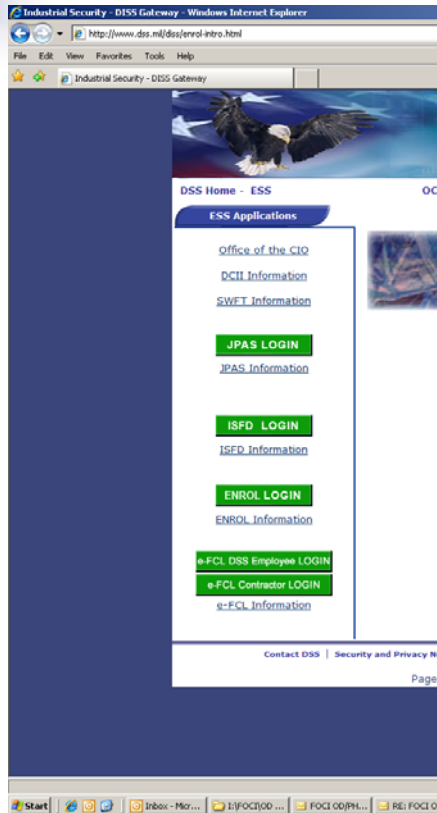 Industrial Security - DISS Gateway - Windows Internet Explorer
http://www.dss.mil/diss/enrol-intro.html
File Edit View Favorites Tools Help
Industrial Security - DISS Gateway
DSS Home - ESS OC
ESS Applications
Office of the CIO
DCII Information
SWFT Information
JPAS LOGIN
JPAS Information
ISFD LOGIN
ISFD Information
ENROL LOGIN
ENROL Information
e-FCL DSS Employee LOGIN
e-FCL Contractor LOGIN
e-FCL Information
Contact DSS | Security and Privacy N
Page
Start Inbox - Micr... I:\FOCI\OD ... FOCI OD/PH... RE: FOCI O